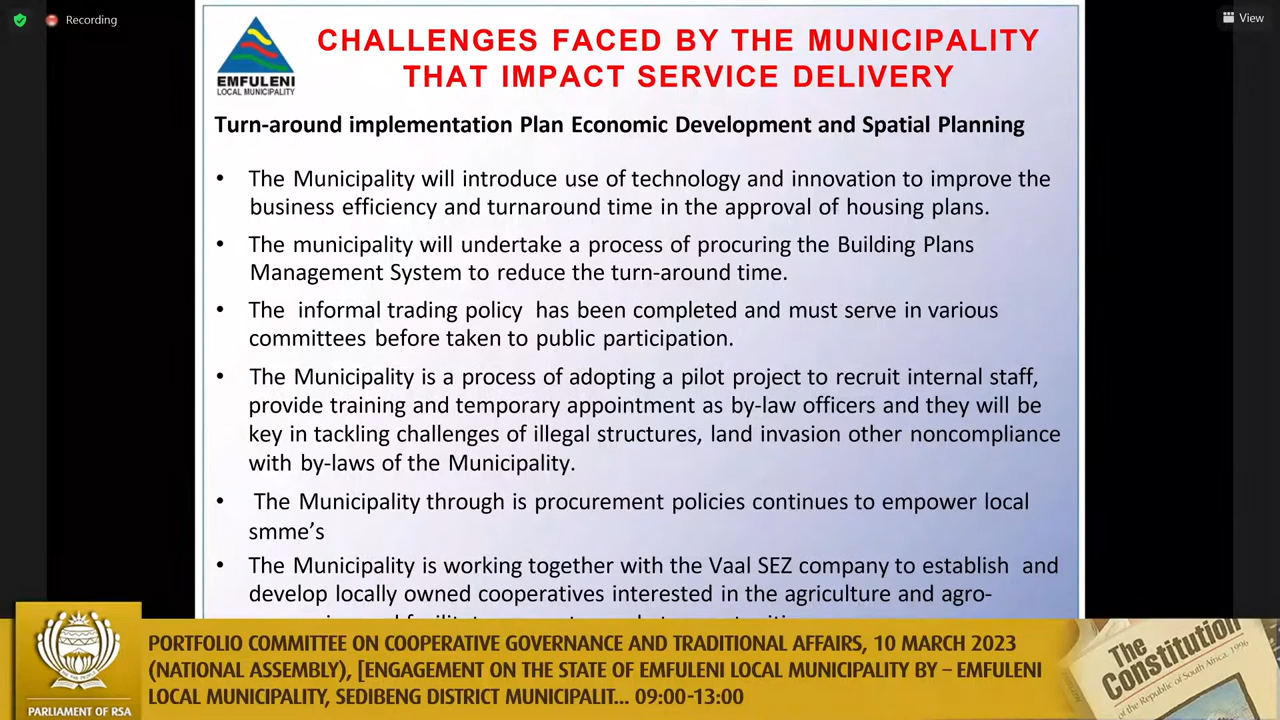 Recording
View
EMFULENI
LOCAL MUNICIPALITY
CHALLENGES FACED BY THE MUNICIPALITY
THAT IMPACT SERVICE DELIVERY
Turn-around implementation Plan Economic Development and Spatial Planning
• The Municipality will introduce use of technology and innovation to improve the
business efficiency and turnaround time in the approval of housing plans.
• The municipality will undertake a process of procuring the Building Plans
Management System to reduce the turn-around time.
• The informal trading policy has been completed and must serve in various
committees before taken to public participation.
• The Municipality is a process of adopting a pilot project to recruit internal staff,
provide training and temporary appointment as by-law officers and they will be
key in tackling challenges of illegal structures, land invasion other noncompliance
with by-laws of the Municipality.
• The Municipality through is procurement policies continues to empower local
smme's
• The Municipality is working together with the Vaal SEZ company to establish and
develop locally owned cooperatives interested in the agriculture and agro-
PARLIAMENT OF RSA
PORTFOLIO COMMITTEE ON COOPERATIVE GOVERNANCE AND TRADITIONAL AFFAIRS, 10 MARCH 2023
(NATIONAL ASSEMBLY), [ENGAGEMENT ON THE STATE OF EMFULENI LOCAL MUNICIPALITY BY – EMFULENI
LOCAL MUNICIPALITY, SEDIBENG DISTRICT MUNICIPALIT... 09:00-13:00
The
Constitution
of the Republic of South Africa, 1996